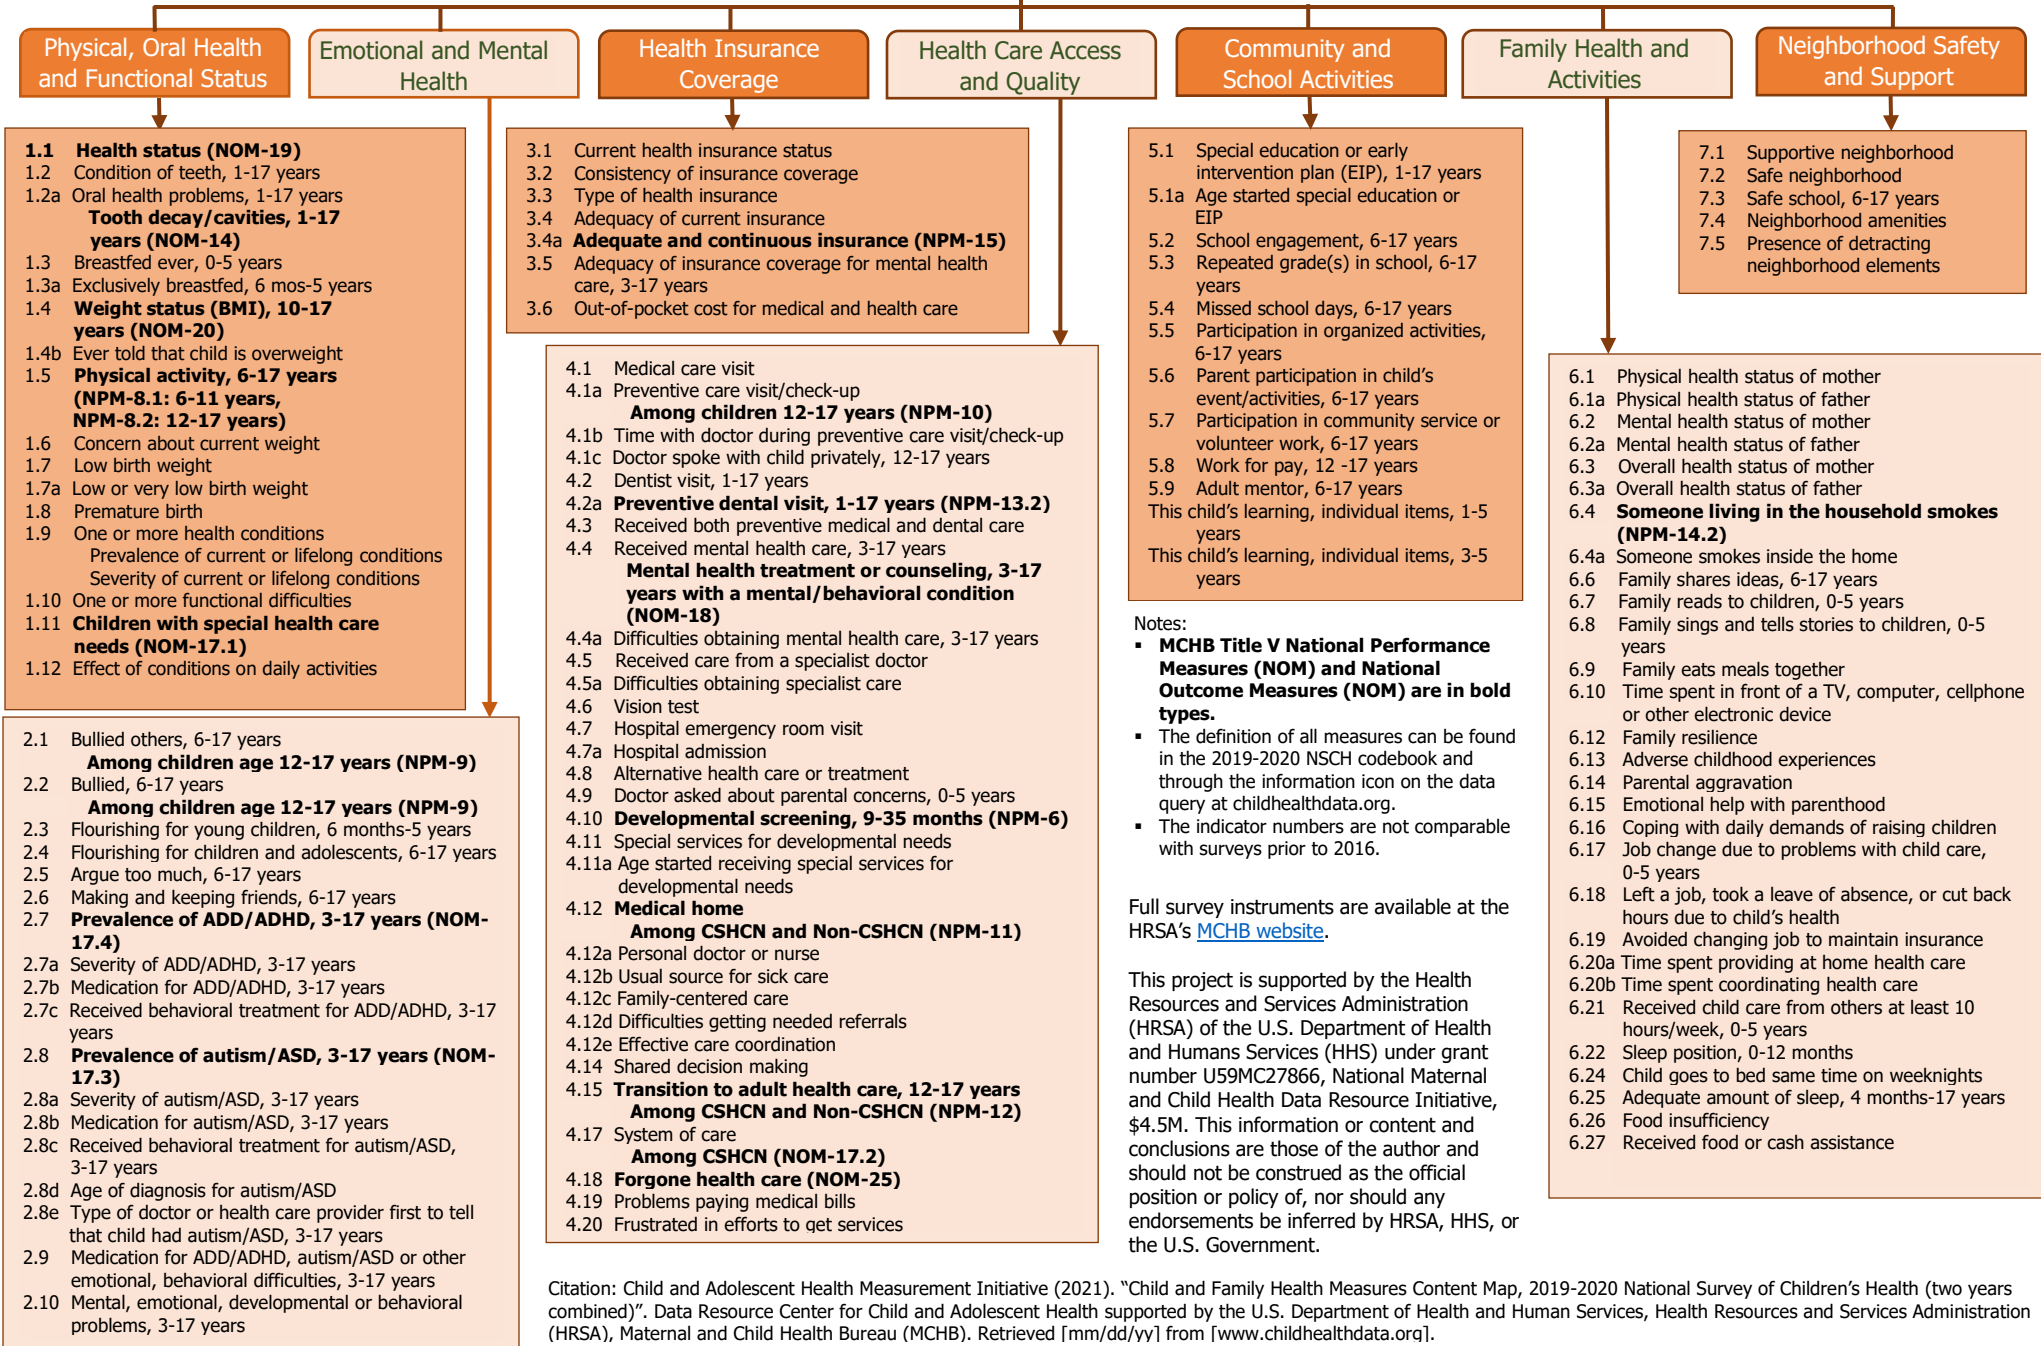 Physical, Oral Health
and Functional Status
Emotional and Mental
Health
Health Insurance
Coverage
Health Care Access
and Quality
Community and
School Activities
Family Health and
Activities
Neighborhood Safety
and Support
1.1 Health status (NOM-19)
1.2 Condition of teeth, 1-17 years
1.2a Oral health problems, 1-17 years
Tooth decay/cavities, 1-17
years (NOM-14)
1.3 Breastfed ever, 0-5 years
1.3a Exclusively breastfed, 6 mos-5 years
1.4 Weight status (BMI), 10-17
years (NOM-20)
1.4b Ever told that child is overweight
1.5 Physical activity, 6-17 years
(NPM-8.1: 6-11 years,
NPM-8.2: 12-17 years)
1.6 Concern about current weight
1.7 Low birth weight
1.7a Low or very low birth weight
1.8 Premature birth
1.9 One or more health conditions
Prevalence of current or lifelong conditions
Severity of current or lifelong conditions
1.10 One or more functional difficulties
1.11 Children with special health care
needs (NOM-17.1)
1.12 Effect of conditions on daily activities
2.1 Bullied others, 6-17 years
Among children age 12-17 years (NPM-9)
2.2 Bullied, 6-17 years
Among children age 12-17 years (NPM-9)
2.3 Flourishing for young children, 6 months-5 years
2.4 Flourishing for children and adolescents, 6-17 years
2.5 Argue too much, 6-17 years
2.6 Making and keeping friends, 6-17 years
2.7 Prevalence of ADD/ADHD, 3-17 years (NOM-
17.4)
2.7a Severity of ADD/ADHD, 3-17 years
2.7b Medication for ADD/ADHD, 3-17 years
2.7c Received behavioral treatment for ADD/ADHD, 3-17
years
2.8 Prevalence of autism/ASD, 3-17 years (NOM-
17.3)
2.8a Severity of autism/ASD, 3-17 years
2.8b Medication for autism/ASD, 3-17 years
2.8c Received behavioral treatment for autism/ASD,
3-17 years
2.8d Age of diagnosis for autism/ASD
2.8e Type of doctor or health care provider first to tell
that child had autism/ASD, 3-17 years
2.9 Medication for ADD/ADHD, autism/ASD or other
emotional, behavioral difficulties, 3-17 years
2.10 Mental, emotional, developmental or behavioral
problems, 3-17 years
3.1 Current health insurance status
3.2 Consistency of insurance coverage
3.3 Type of health insurance
3.4 Adequacy of current insurance
3.4a Adequate and continuous insurance (NPM-15)
3.5 Adequacy of insurance coverage for mental health
care, 3-17 years
3.6 Out-of-pocket cost for medical and health care
4.1 Medical care visit
4.1a Preventive care visit/check-up
Among children 12-17 years (NPM-10)
4.1b Time with doctor during preventive care visit/check-up
4.1c Doctor spoke with child privately, 12-17 years
4.2 Dentist visit, 1-17 years
4.2a Preventive dental visit, 1-17 years (NPM-13.2)
4.3 Received both preventive medical and dental care
4.4 Received mental health care, 3-17 years
Mental health treatment or counseling, 3-17
years with a mental/behavioral condition
(NOM-18)
4.4a Difficulties obtaining mental health care, 3-17 years
4.5 Received care from a specialist doctor
4.5a Difficulties obtaining specialist care
4.6 Vision test
4.7 Hospital emergency room visit
4.7a Hospital admission
4.8 Alternative health care or treatment
4.9 Doctor asked about parental concerns, 0-5 years
4.10 Developmental screening, 9-35 months (NPM-6)
4.11 Special services for developmental needs
4.11a Age started receiving special services for
developmental needs
4.12 Medical home
Among CSHCN and Non-CSHCN (NPM-11)
4.12a Personal doctor or nurse
4.12b Usual source for sick care
4.12c Family-centered care
4.12d Difficulties getting needed referrals
4.12e Effective care coordination
4.14 Shared decision making
4.15 Transition to adult health care, 12-17 years
Among CSHCN and Non-CSHCN (NPM-12)
4.17 System of care
Among CSHCN (NOM-17.2)
4.18 Forgone health care (NOM-25)
4.19 Problems paying medical bills
4.20 Frustrated in efforts to get services
5.1 Special education or early
intervention plan (EIP), 1-17 years
5.1a Age started special education or
EIP
5.2 School engagement, 6-17 years
5.3 Repeated grade(s) in school, 6-17
years
5.4 Missed school days, 6-17 years
5.5 Participation in organized activities,
6-17 years
5.6 Parent participation in child's
event/activities, 6-17 years
5.7 Participation in community service or
volunteer work, 6-17 years
5.8 Work for pay, 12 -17 years
5.9 Adult mentor, 6-17 years
This child's learning, individual items, 1-5
years
This child's learning, individual items, 3-5
years
Notes:
▪ MCHB Title V National Performance
Measures (NOM) and National
Outcome Measures (NOM) are in bold
types.
▪ The definition of all measures can be found
in the 2019-2020 NSCH codebook and
through the information icon on the data
query at childhealthdata.org.
▪ The indicator numbers are not comparable
with surveys prior to 2016.
Full survey instruments are available at the
HRSA's MCHB website.
This project is supported by the Health
Resources and Services Administration
(HRSA) of the U.S. Department of Health
and Humans Services (HHS) under grant
number U59MC27866, National Maternal
and Child Health Data Resource Initiative,
$4.5M. This information or content and
conclusions are those of the author and
should not be construed as the official
position or policy of, nor should any
endorsements be inferred by HRSA, HHS, or
the U.S. Government.
6.1 Physical health status of mother
6.1a Physical health status of father
6.2 Mental health status of mother
6.2a Mental health status of father
6.3 Overall health status of mother
6.3a Overall health status of father
6.4 Someone living in the household smokes
(NPM-14.2)
6.4a Someone smokes inside the home
6.6 Family shares ideas, 6-17 years
6.7 Family reads to children, 0-5 years
6.8 Family sings and tells stories to children, 0-5
years
6.9 Family eats meals together
6.10 Time spent in front of a TV, computer, cellphone
or other electronic device
6.12 Family resilience
6.13 Adverse childhood experiences
6.14 Parental aggravation
6.15 Emotional help with parenthood
6.16 Coping with daily demands of raising children
6.17 Job change due to problems with child care,
0-5 years
6.18 Left a job, took a leave of absence, or cut back
hours due to child's health
6.19 Avoided changing job to maintain insurance
6.20a Time spent providing at home health care
6.20b Time spent coordinating health care
6.21 Received child care from others at least 10
hours/week, 0-5 years
6.22 Sleep position, 0-12 months
6.24 Child goes to bed same time on weeknights
6.25 Adequate amount of sleep, 4 months-17 years
6.26 Food insufficiency
6.27 Received food or cash assistance
7.1 Supportive neighborhood
7.2 Safe neighborhood
7.3 Safe school, 6-17 years
7.4 Neighborhood amenities
7.5 Presence of detracting
neighborhood elements
Citation: Child and Adolescent Health Measurement Initiative (2021). “Child and Family Health Measures Content Map, 2019-2020 National Survey of Children's Health (two years
combined)”. Data Resource Center for Child and Adolescent Health supported by the U.S. Department of Health and Human Services, Health Resources and Services Administration
(HRSA), Maternal and Child Health Bureau (MCHB). Retrieved [mm/dd/yy] from [www.childhealthdata.org].